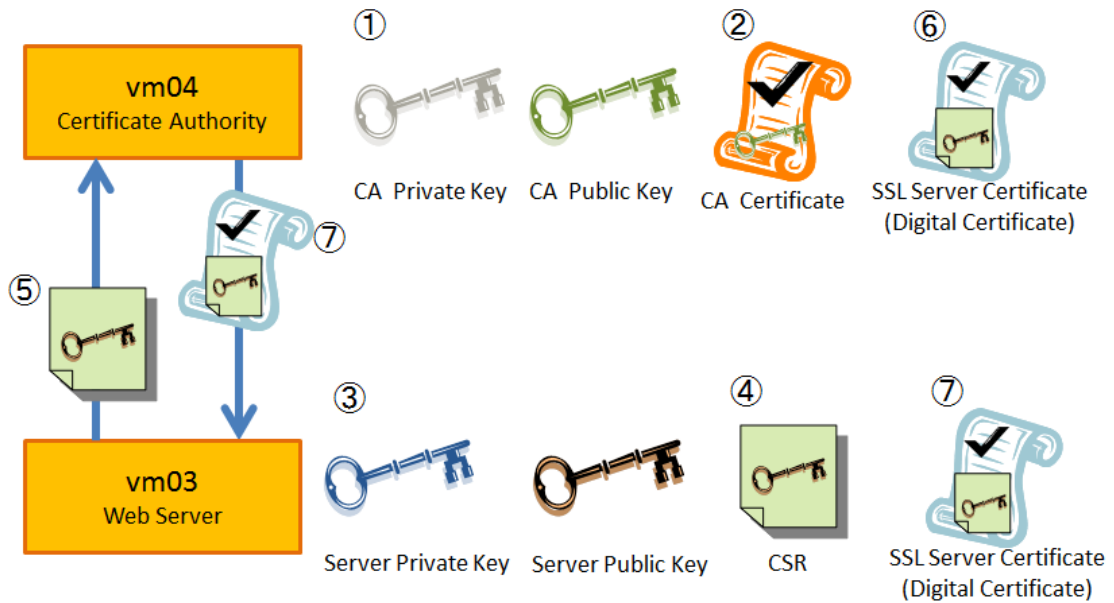 ①
②
⑥
vm04
Certificate Authority
CA Private Key
CA Public Key
CA Certificate
SSL Server Certificate
(Digital Certificate)
⑦
⑤
③
④
⑦
vm03
Web Server
Server Private Key
Server Public Key
CSR
SSL Server Certificate
(Digital Certificate)